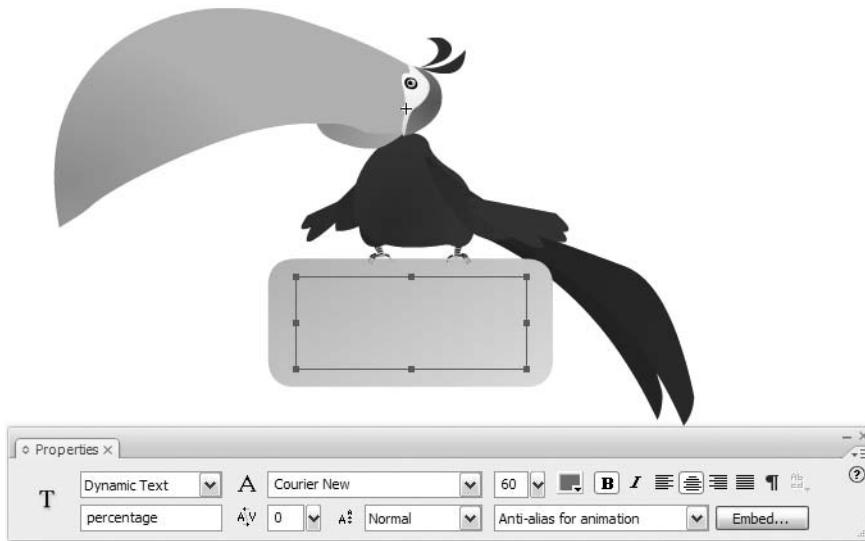 Properties
T Dynamic Text A Courier New 60 B I ¶
percentage A V 0 Normal Anti-alias for animation Embed...